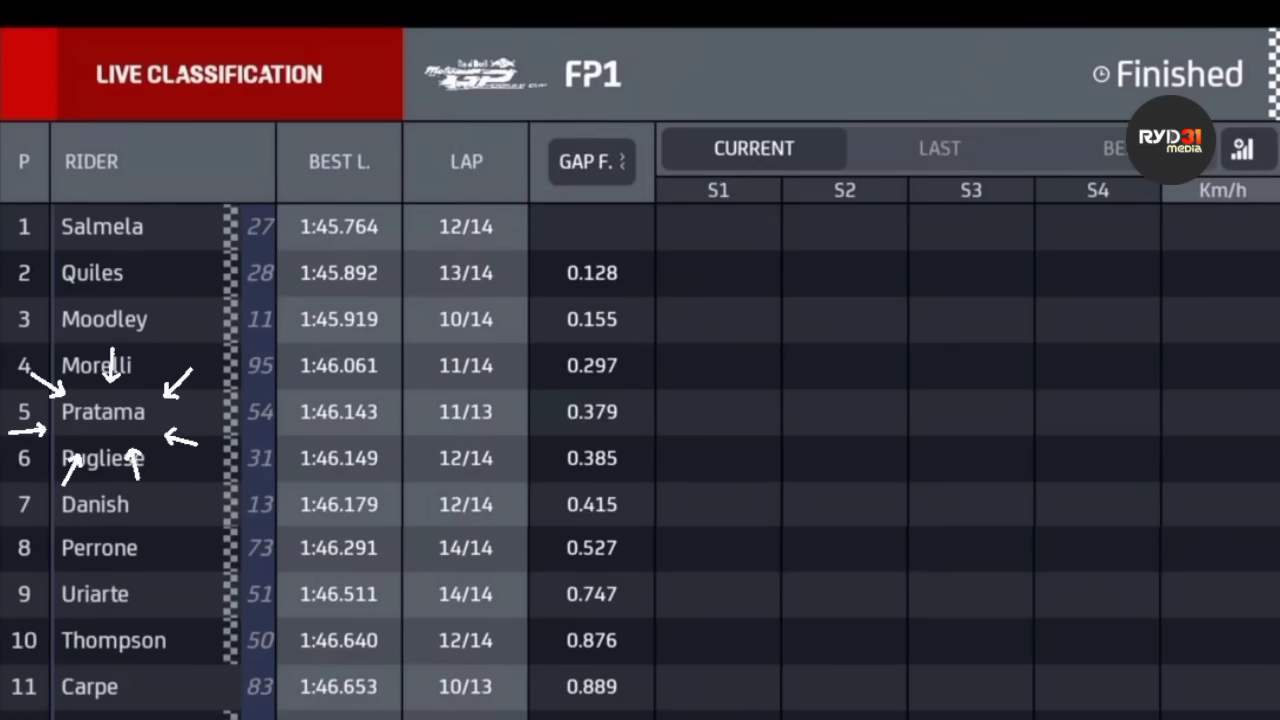 LIVE CLASSIFICATION
Red Bull
GP
FP1
Finished
RYD31
media
P RIDER BEST L. LAP GAP F. CURRENT LAST BE
S1 S2 S3 S4 Km/h
1 Salmela 27 1:45.764 12/14
2 Quiles 28 1:45.892 13/14 0.128
3 Moodley 11 1:45.919 10/14 0.155
4 Morelli 95 1:46.061 11/14 0.297
5 Pratama 54 1:46.143 11/13 0.379
6 Pugliese 31 1:46.149 12/14 0.385
7 Danish 13 1:46.179 12/14 0.415
8 Perrone 73 1:46.291 14/14 0.527
9 Uriarte 51 1:46.511 14/14 0.747
10 Thompson 50 1:46.640 12/14 0.876
11 Carpe 83 1:46.653 10/13 0.889